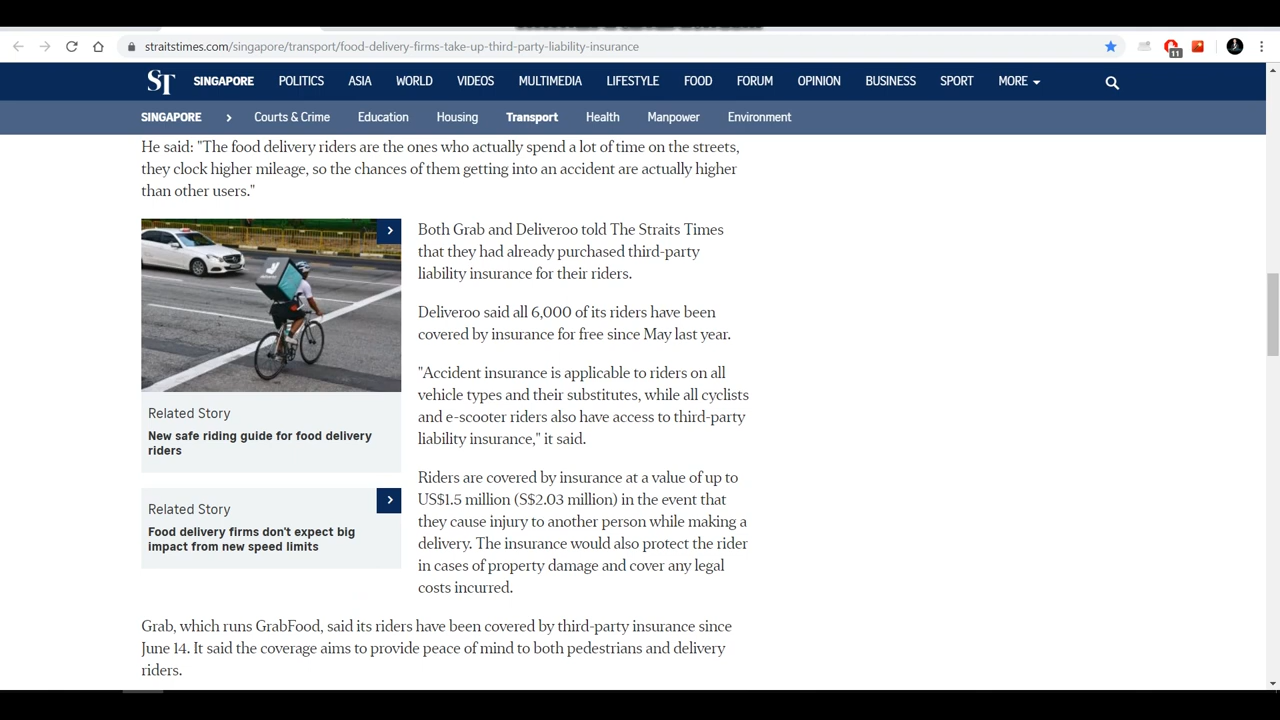 straitstimes.com/singapore/transport/food-delivery-firms-take-up-third-party-liability-insurance
11
ST SINGAPORE POLITICS ASIA WORLD VIDEOS MULTIMEDIA LIFESTYLE FOOD FORUM OPINION BUSINESS SPORT MORE
SINGAPORE Courts & Crime Education Housing Transport Health Manpower Environment
He said: "The food delivery riders are the ones who actually spend a lot of time on the streets,
they clock higher mileage, so the chances of them getting into an accident are actually higher
than other users."
Related Story
New safe riding guide for food delivery
riders
Related Story
Food delivery firms don't expect big
impact from new speed limits
Both Grab and Deliveroo told The Straits Times
that they had already purchased third-party
liability insurance for their riders.
Deliveroo said all 6,000 of its riders have been
covered by insurance for free since May last year.
"Accident insurance is applicable to riders on all
vehicle types and their substitutes, while all cyclists
and e-scooter riders also have access to third-party
liability insurance," it said.
Riders are covered by insurance at a value of up to
US$1.5 million (S$2.03 million) in the event that
they cause injury to another person while making a
delivery. The insurance would also protect the rider
in cases of property damage and cover any legal
costs incurred.
Grab, which runs GrabFood, said its riders have been covered by third-party insurance since
June 14. It said the coverage aims to provide peace of mind to both pedestrians and delivery
riders.